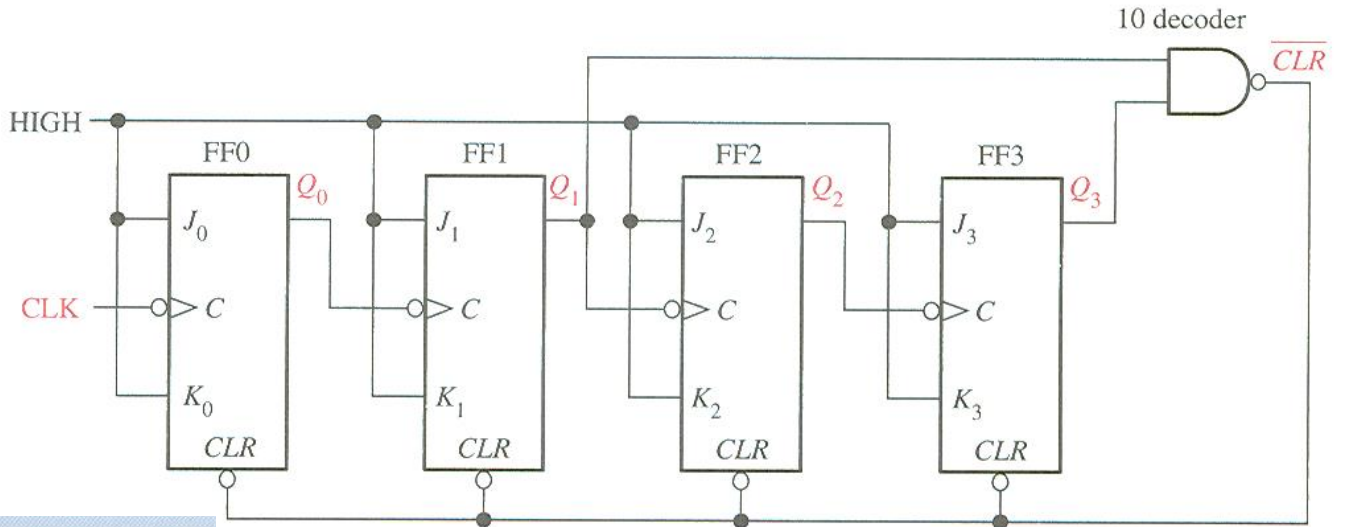 10 decoder
CLR
HIGH
FF0 FF1 FF2 FF3
Q0 Q1 Q2 Q3
J0 J1 J2 J3
CLK C C C C
K0 K1 K2 K3
CLR CLR CLR CLR